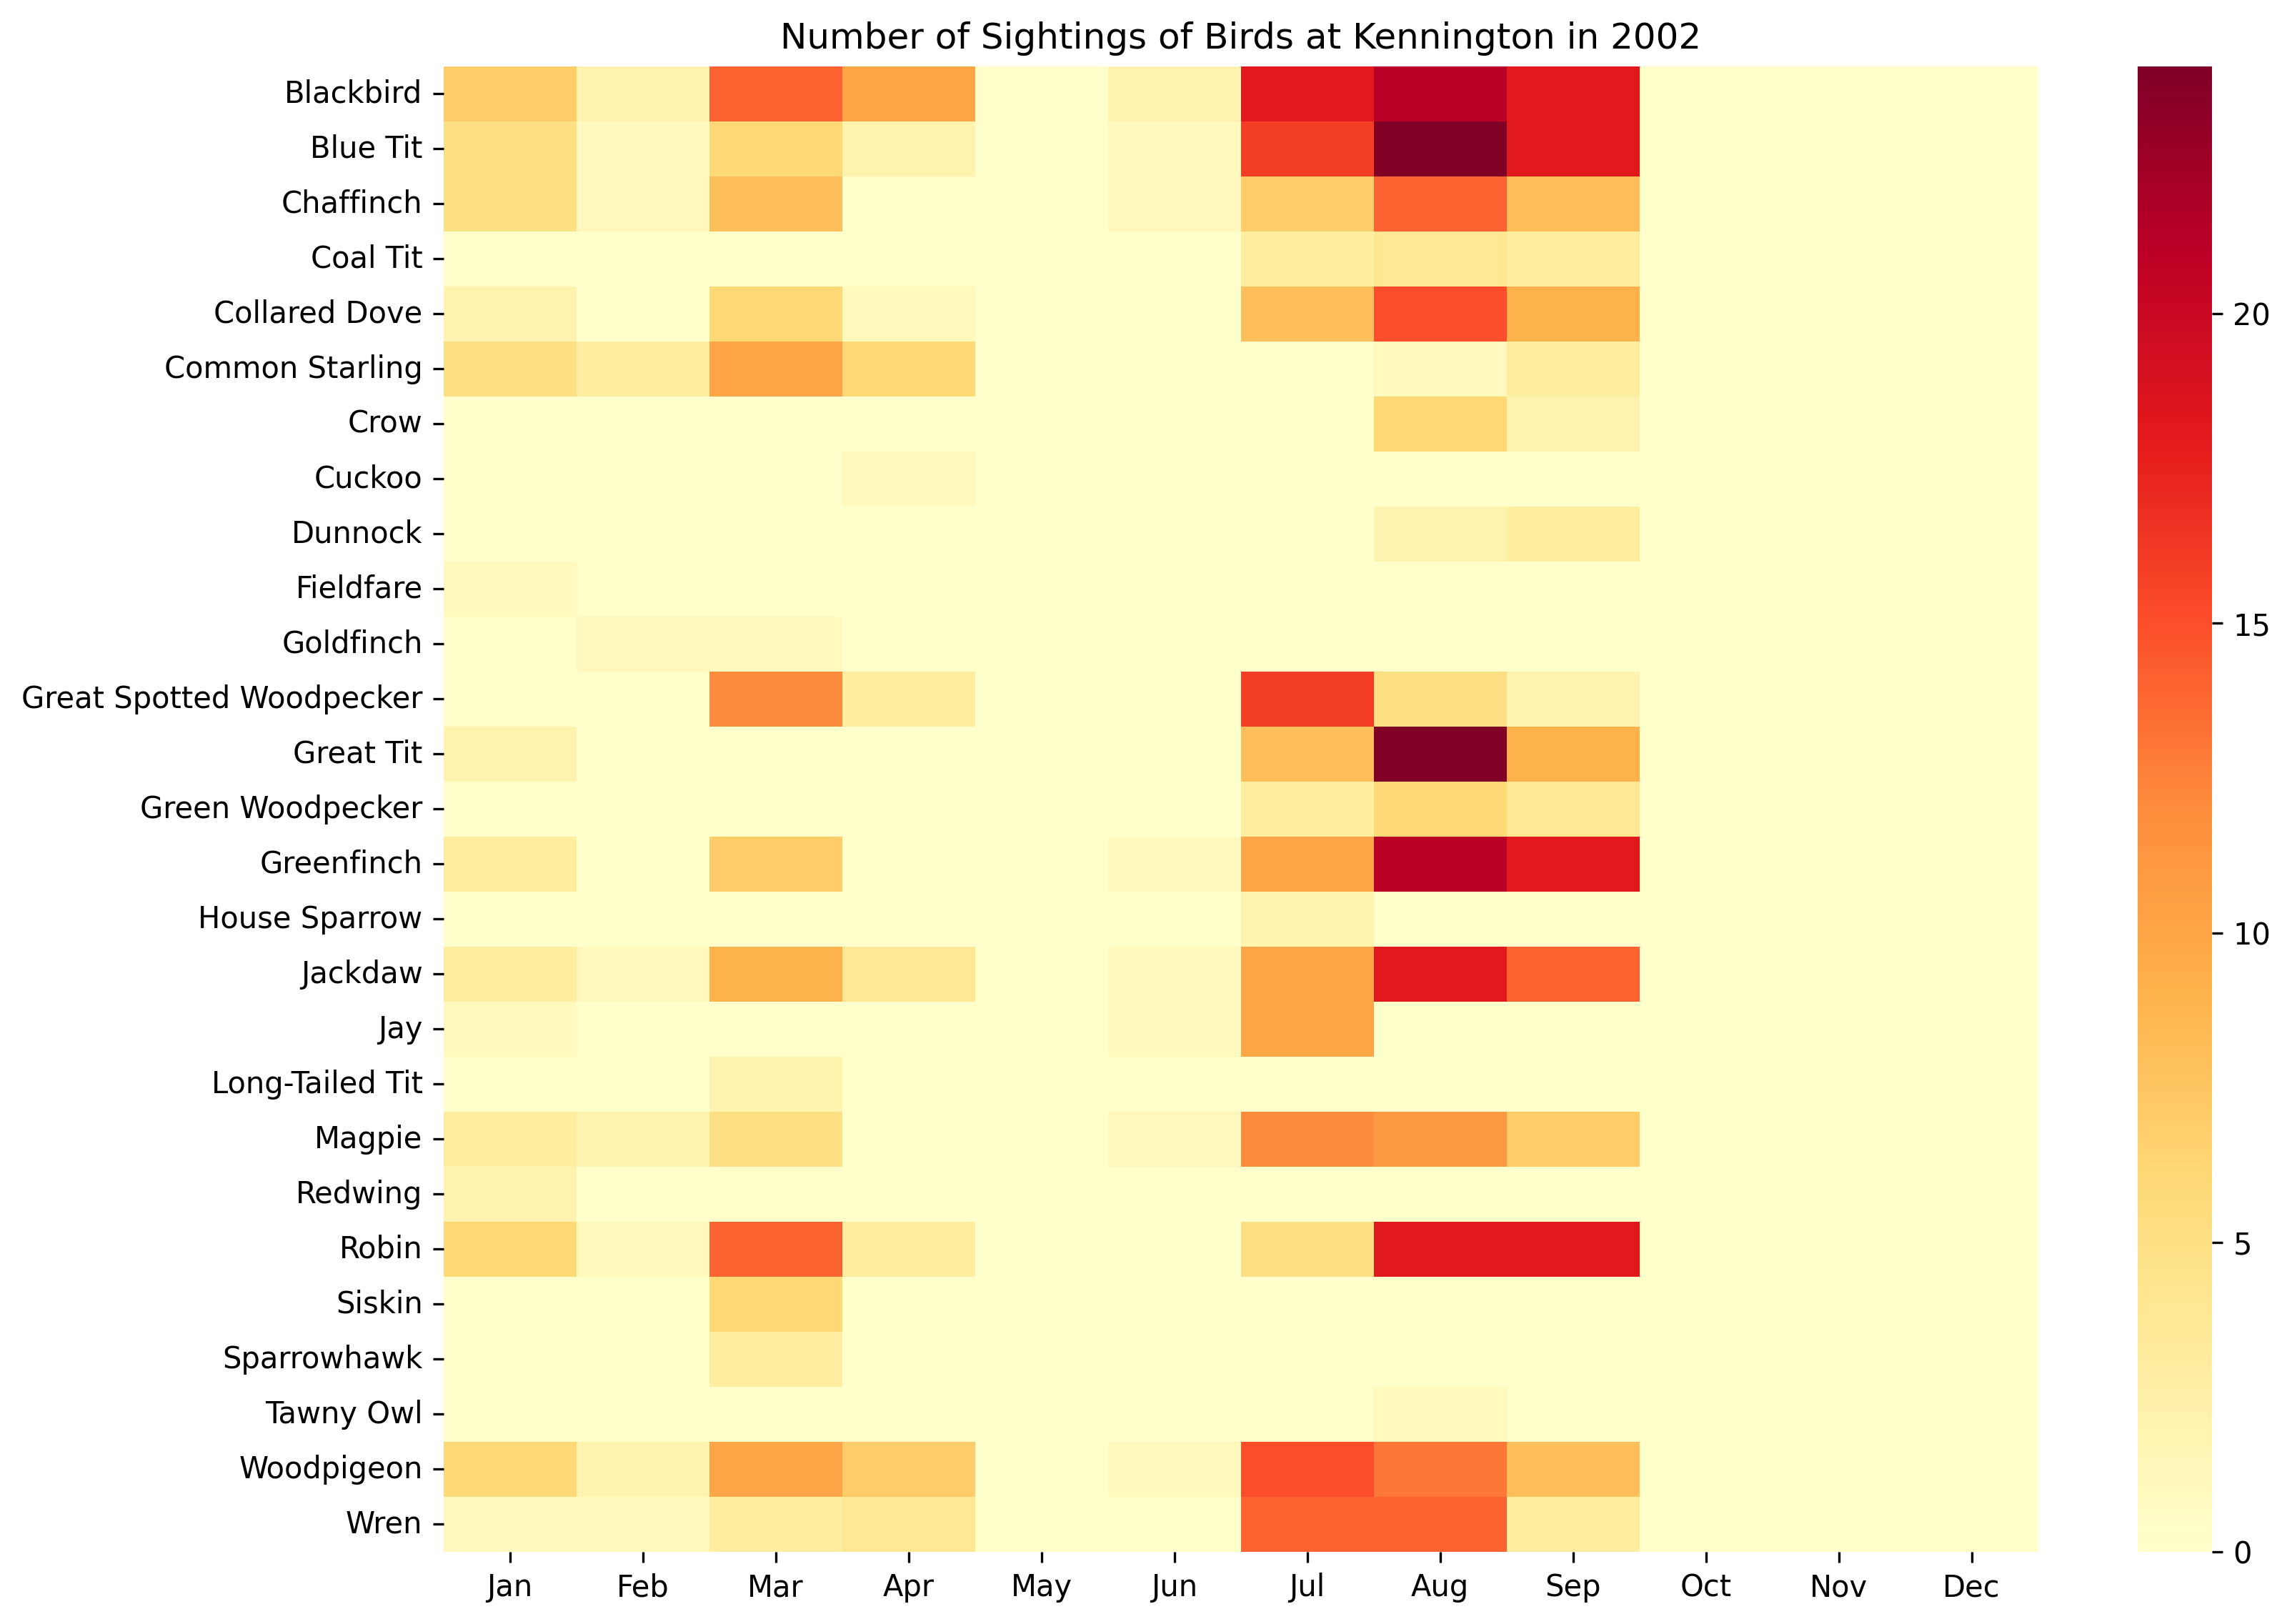 Number of Sightings of Birds at Kennington in 2002
Blackbird
Blue Tit
Chaffinch
Coal Tit
Collared Dove
Common Starling
Crow
Cuckoo
Dunnock
Fieldfare
Goldfinch
Great Spotted Woodpecker
Great Tit
Green Woodpecker
Greenfinch
House Sparrow
Jackdaw
Jay
Long-Tailed Tit
Magpie
Redwing
Robin
Siskin
Sparrowhawk
Tawny Owl
Woodpigeon
Wren
Jan Feb Mar Apr May Jun Jul Aug Sep Oct Nov Dec
20
15
10
5
0